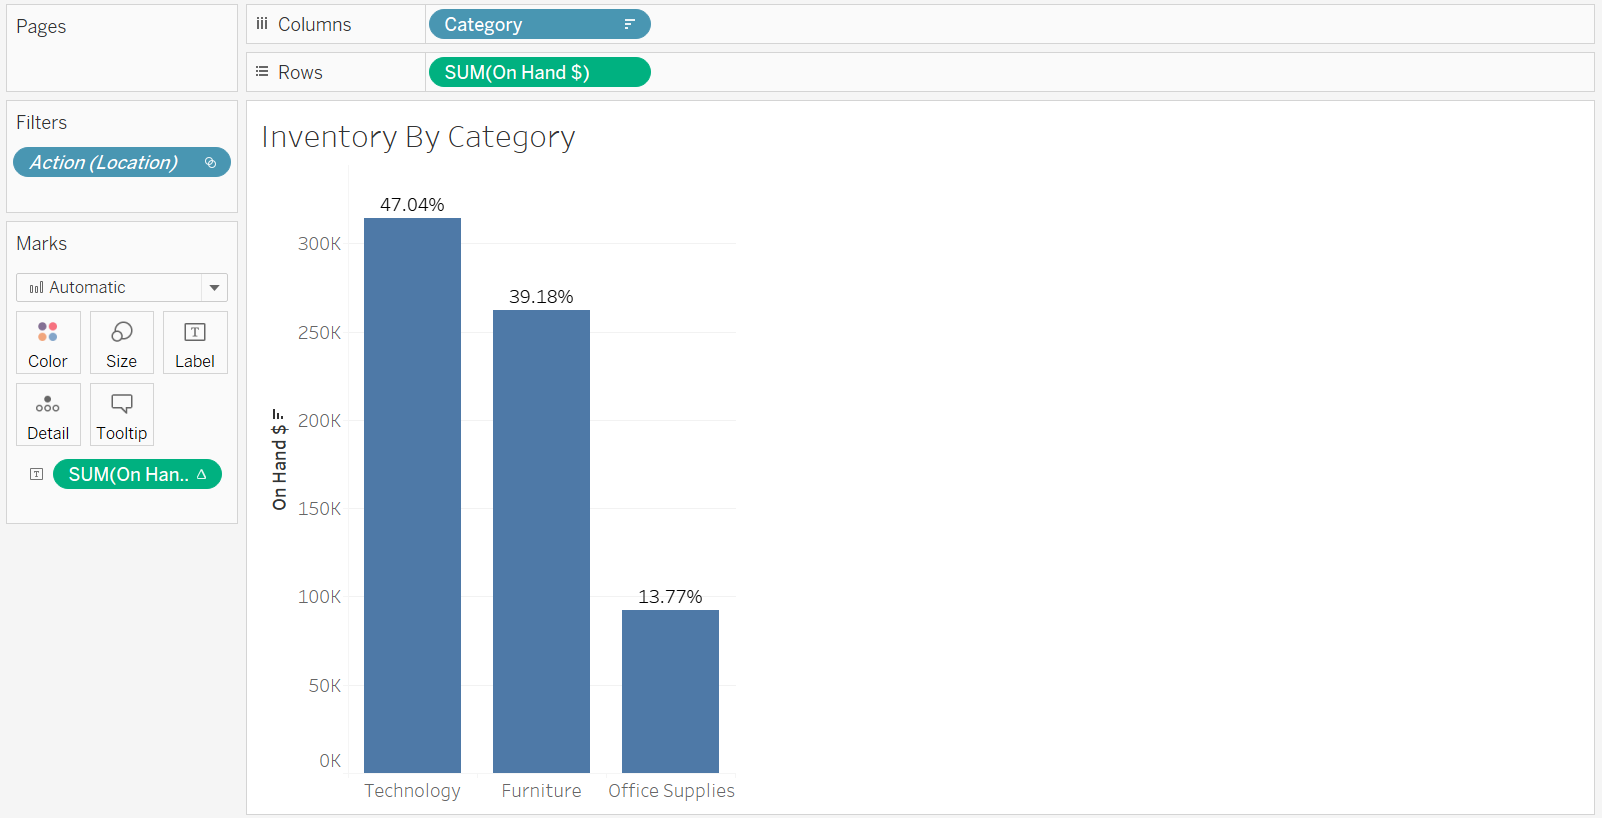 Pages
Columns
Category
Rows
SUM(On Hand $)
Filters
Action (Location)
Marks
Automatic
Color
Size
Label
Detail
Tooltip
SUM(On Han..
Inventory By Category
47.04%
39.18%
13.77%
On Hand $
300K
250K
200K
150K
100K
50K
0K
Technology
Furniture
Office Supplies